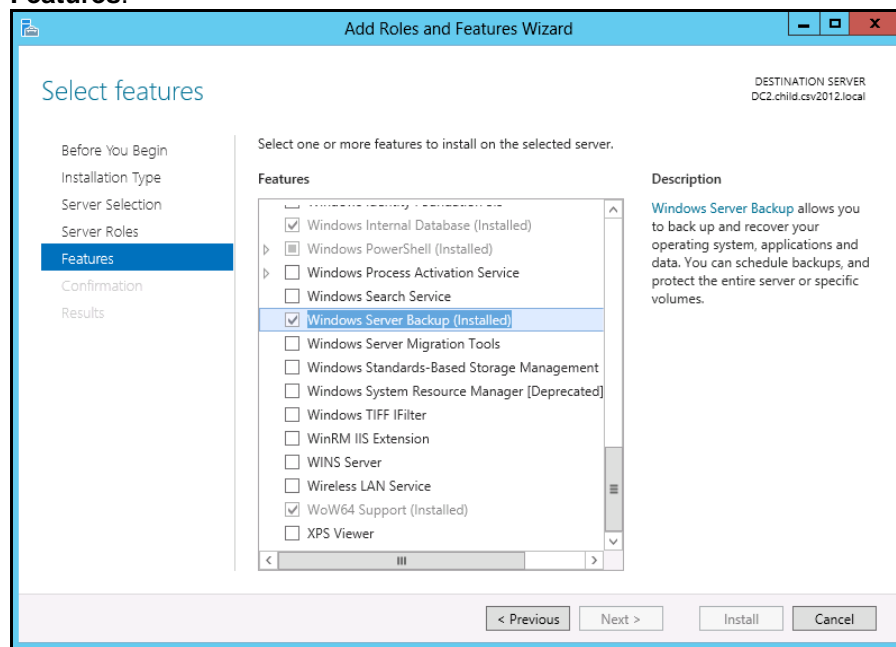 Features.
Add Roles and Features Wizard
Select features
DESTINATION SERVER
DC2.child.csv2012.local
Before You Begin
Installation Type
Server Selection
Server Roles
Features
Confirmation
Results
Select one or more features to install on the selected server.
Features
Windows Internal Database (Installed)
Windows PowerShell (Installed)
Windows Process Activation Service
Windows Search Service
Windows Server Backup (Installed)
Windows Server Migration Tools
Windows Standards-Based Storage Management
Windows System Resource Manager [Deprecated]
Windows TIFF IFilter
WinRM IIS Extension
WINS Server
Wireless LAN Service
WoW64 Support (Installed)
XPS Viewer
Description
Windows Server Backup allows you
to back up and recover your
operating system, applications and
data. You can schedule backups, and
protect the entire server or specific
volumes.
< Previous
Next >
Install
Cancel